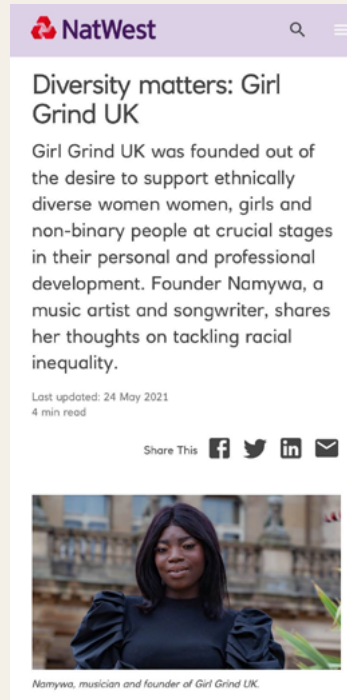 NatWest
Diversity matters: Girl
Grind UK
Girl Grind UK was founded out of
the desire to support ethnically
diverse women women, girls and
non-binary people at crucial stages
in their personal and professional
development. Founder Namywa, a
music artist and songwriter, shares
her thoughts on tackling racial
inequality.
Last updated: 24 May 2021
4 min read
Share This
Namywa, musician and founder of Girl Grind UK.